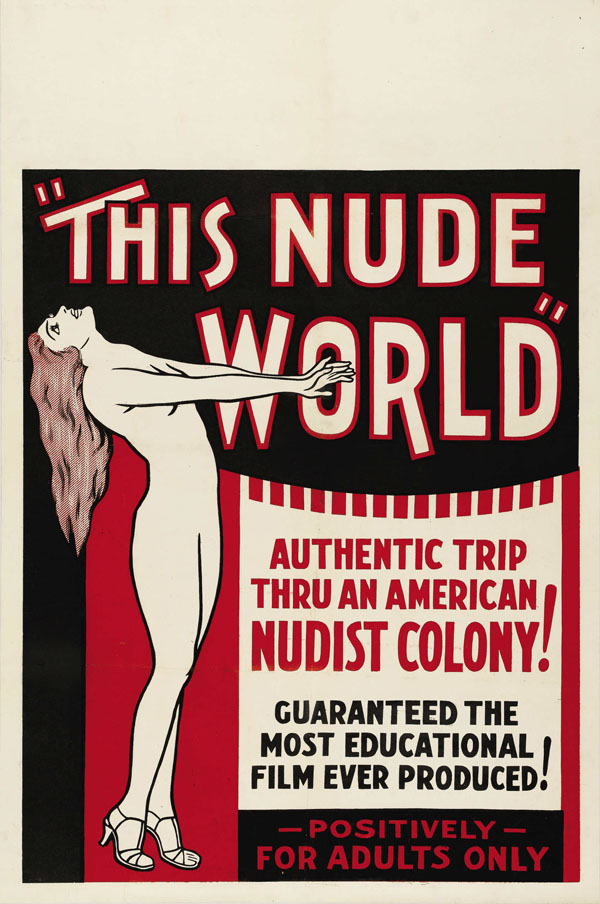 "THIS NUDE
WORLD"
AUTHENTIC TRIP
THRU AN AMERICAN
NUDIST COLONY!
GUARANTEED THE
MOST EDUCATIONAL
FILM EVER PRODUCED!
—POSITIVELY—
FOR ADULTS ONLY